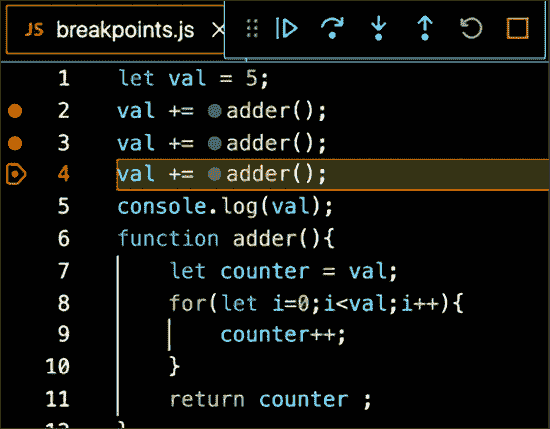 JS breakpoints.js
1 let val = 5;
2 val += adder();
3 val += adder();
4 val += adder();
5 console.log(val);
6 function adder(){
7 let counter = val;
8 for(let i=0;i<val;i++){
9 counter++;
10 }
11 return counter ;